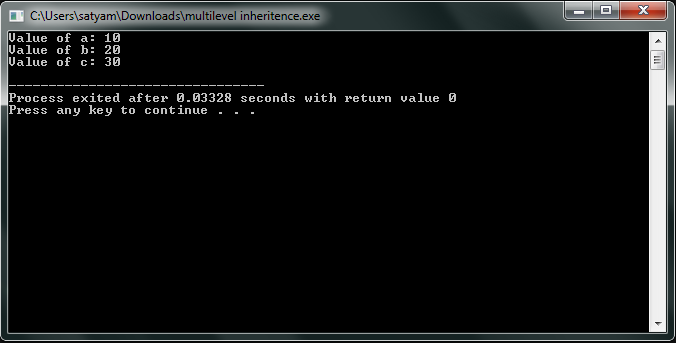 C:\Users\satyam\Downloads\multilevel inheritence.exe
Value of a: 10
Value of b: 20
Value of c: 30
--------------------------------
Process exited after 0.03328 seconds with return value 0
Press any key to continue . . .